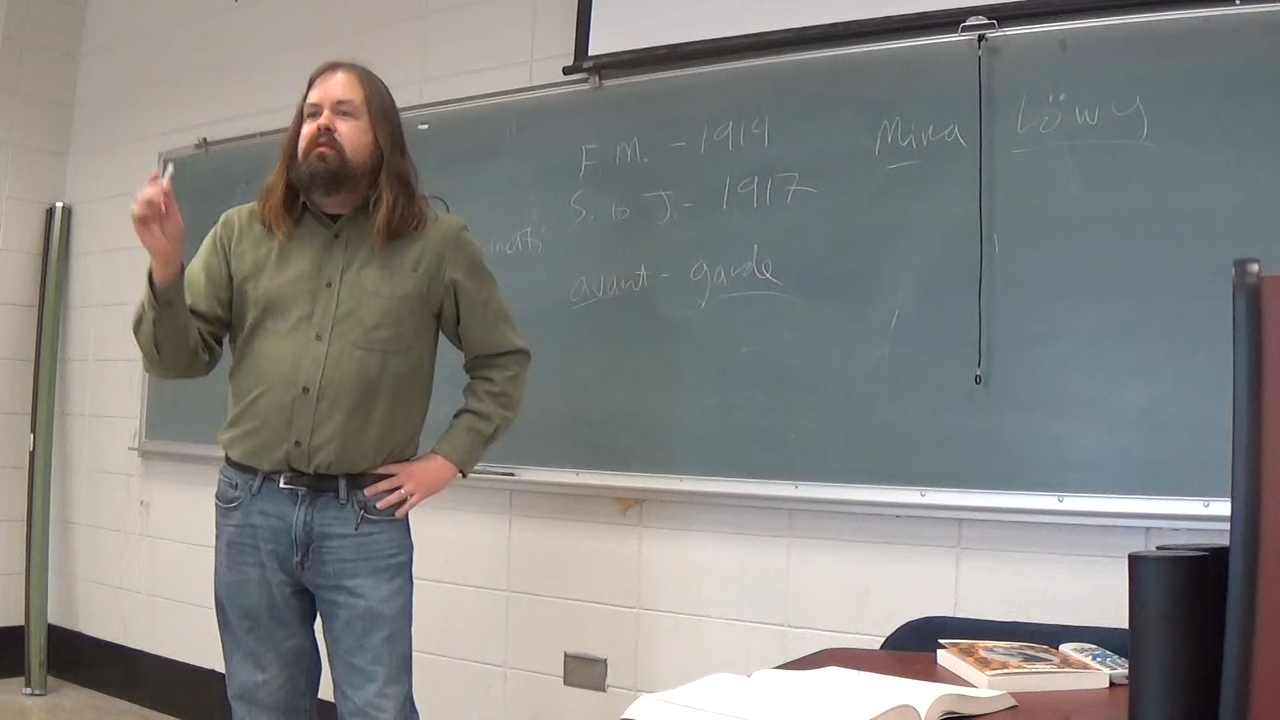 F.M. - 1914
S. to J. - 1917
avant-garde
Mina Löwy